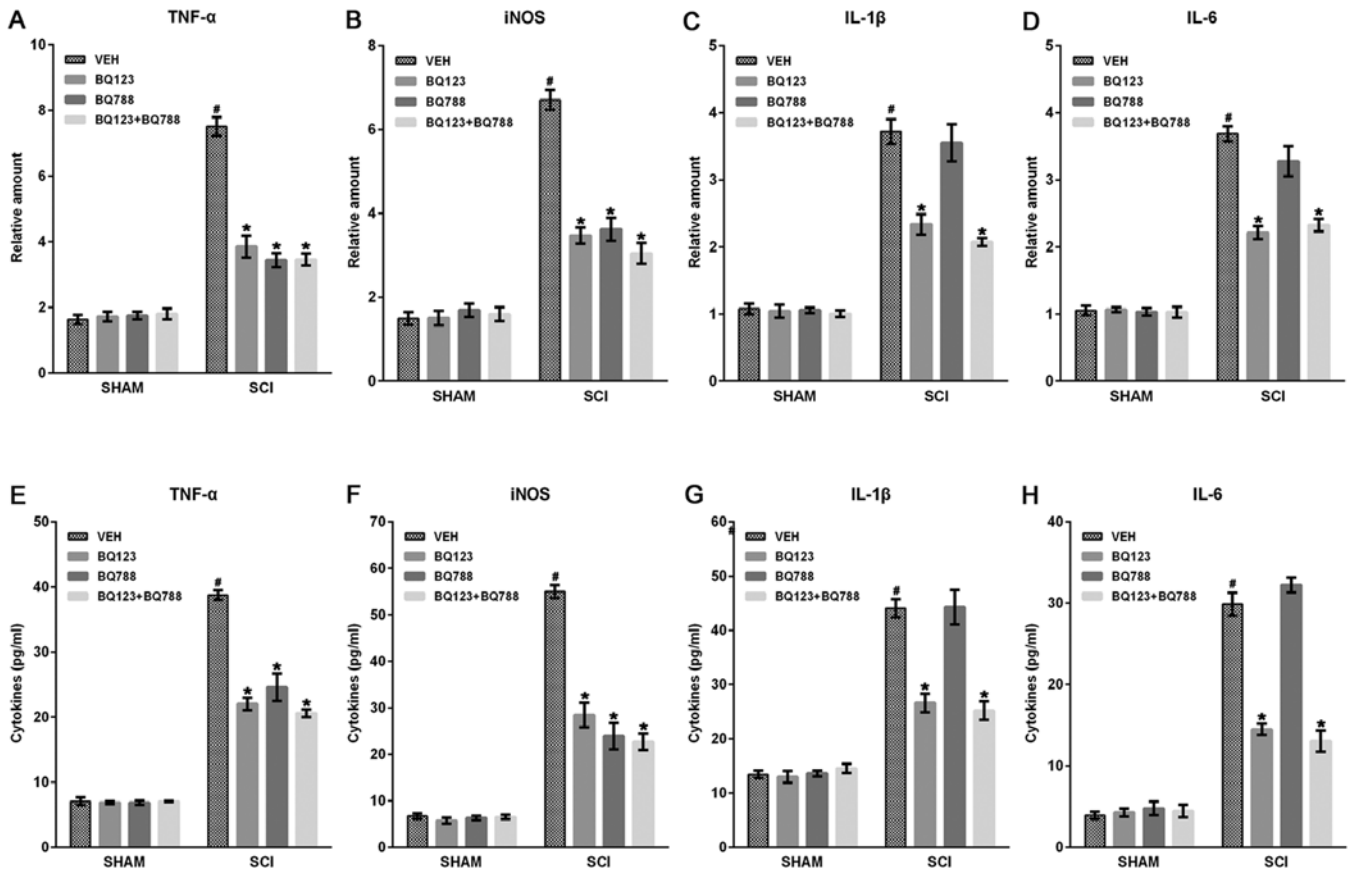 A
TNF-α
10
8
6
4
2
0
Relative amount
VEH
BQ123
BQ788
BQ123+BQ788
#
*
*
*
SHAM
SCI
B
iNOS
8
6
4
2
0
Relative amount
VEH
BQ123
BQ788
BQ123+BQ788
#
*
*
*
SHAM
SCI
C
IL-1β
5
4
3
2
1
0
Relative amount
VEH
BQ123
BQ788
BQ123+BQ788
#
*
*
SHAM
SCI
D
IL-6
5
4
3
2
1
0
Relative amount
VEH
BQ123
BQ788
BQ123+BQ788
#
*
*
SHAM
SCI
E
TNF-α
50
40
30
20
10
0
Cytokines (pg/ml)
VEH
BQ123
BQ788
BQ123+BQ788
#
*
*
*
SHAM
SCI
F
iNOS
70
60
50
40
30
20
10
0
Cytokines (pg/ml)
VEH
BQ123
BQ788
BQ123+BQ788
#
*
*
*
SHAM
SCI
G
IL-1β
60
#
50
40
30
20
10
0
Cytokines (pg/ml)
VEH
BQ123
BQ788
BQ123+BQ788
#
*
*
SHAM
SCI
H
IL-6
40
30
20
10
0
Cytokines (pg/ml)
VEH
BQ123
BQ788
BQ123+BQ788
#
*
*
SHAM
SCI